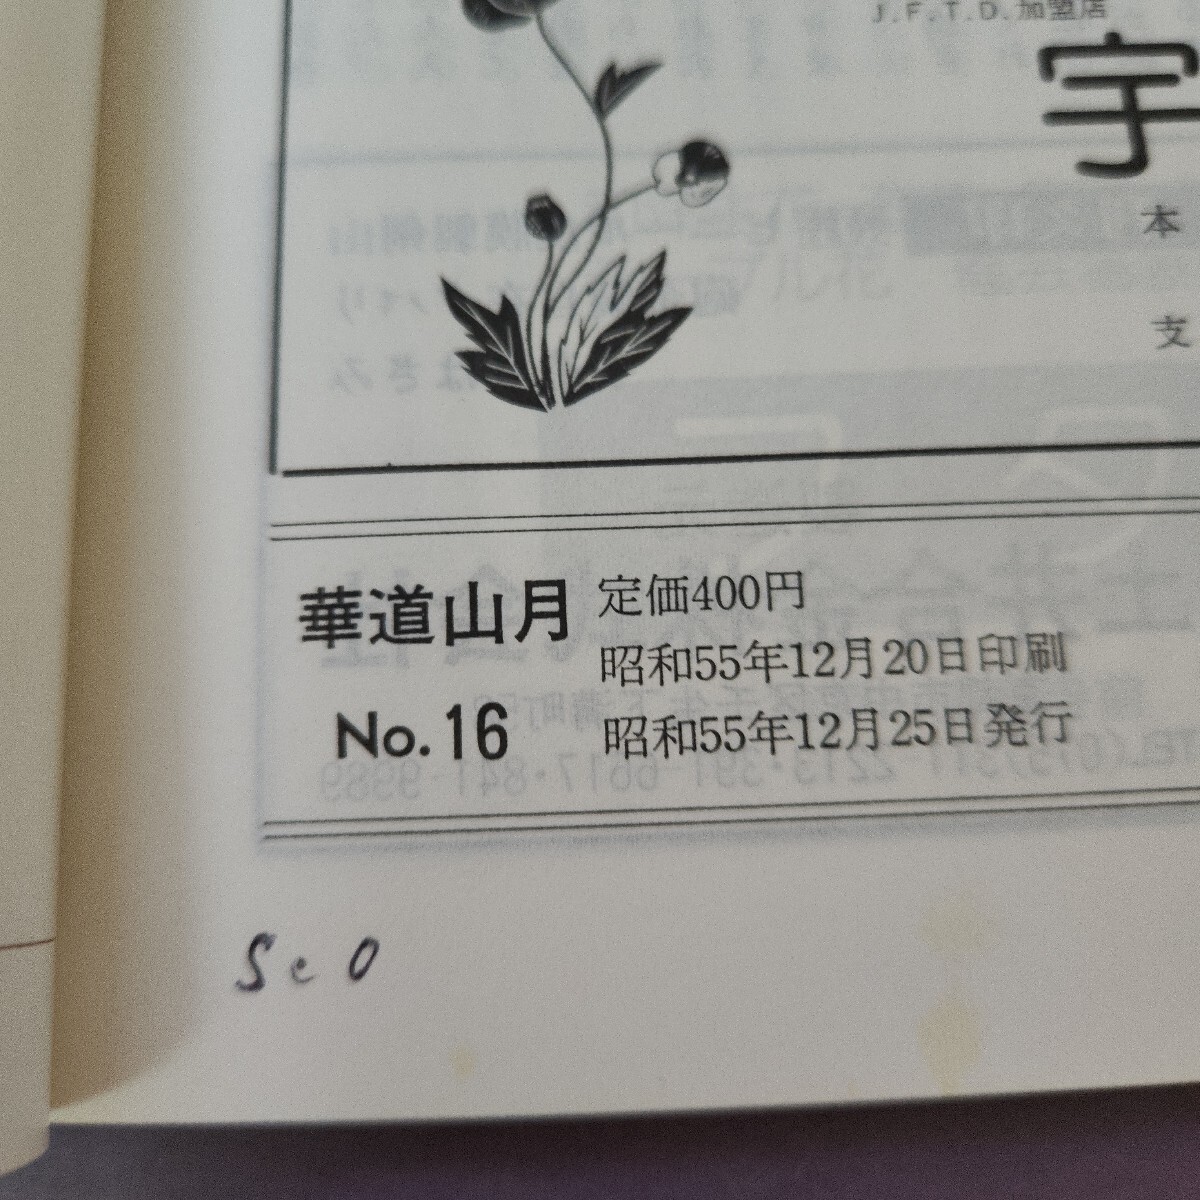 J.F.T.D.加盟店
宇
本
支
華道山月
No.16
定価400円
昭和55年12月20日印刷
昭和55年12月25日発行
SeO